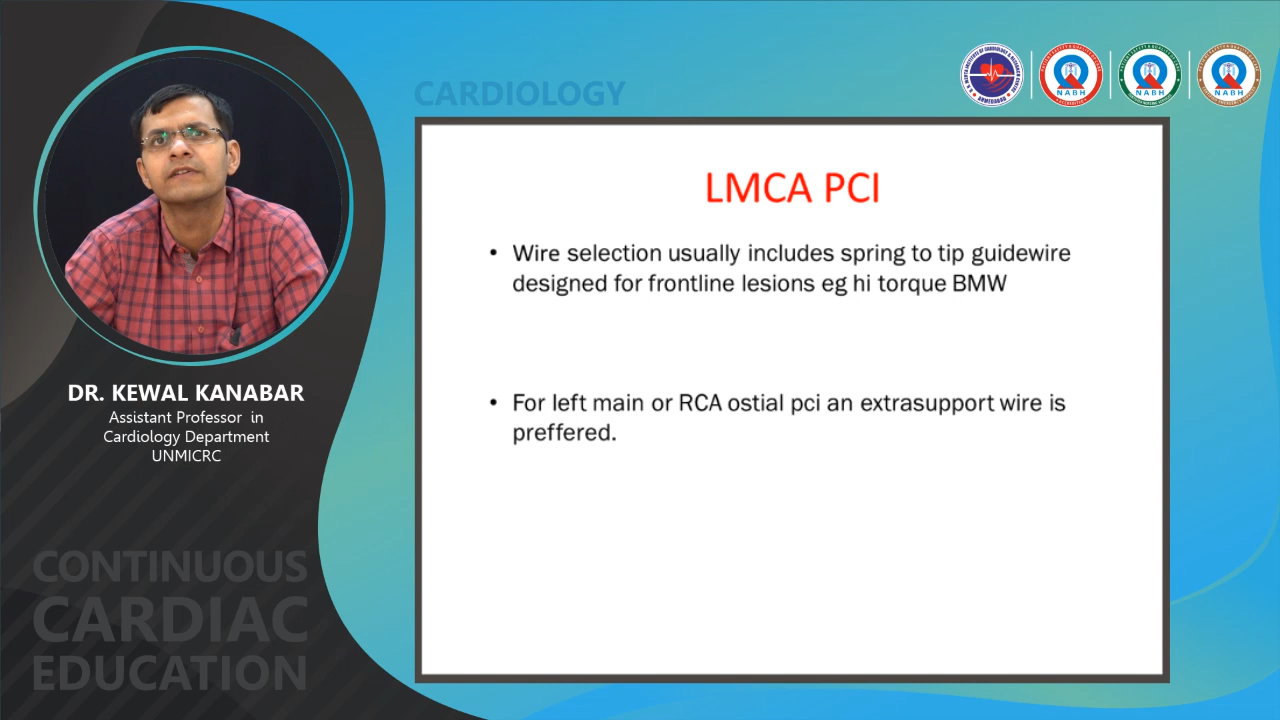 CARDIOLOGY
NABH
NABH
NABH
LMCA PCI
• Wire selection usually includes spring to tip guidewire
designed for frontline lesions eg hi torque BMW
• For left main or RCA ostial pci an extrasupport wire is
preffered.
DR. KEWAL KANABAR
Assistant Professor in
Cardiology Department
UNMICRC
CONTINUOUS
CARDIAC
EDUCATION